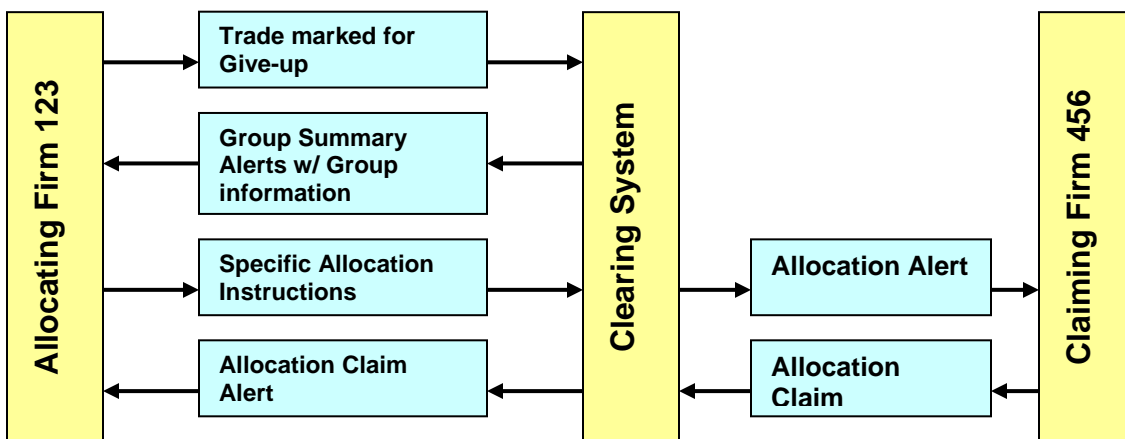 Allocating Firm 123
Trade marked for
Give-up
Group Summary
Alerts w/ Group
information
Specific Allocation
Instructions
Allocation Claim
Alert
Clearing System
Allocation Alert
Allocation
Claim
Claiming Firm 456